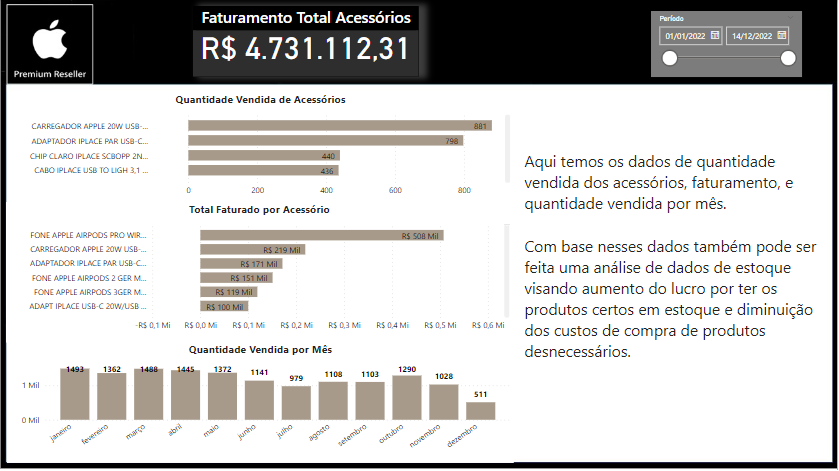 Premium Reseller
Faturamento Total Acessórios
R$ 4.731.112,31
Período
01/01/2022 14/12/2022
Quantidade Vendida de Acessórios
CARREGADOR APPLE 20W USB-... 881
ADAPTADOR IPLACE PAR USB-C... 798
CHIP CLARO IPLACE SCBOPP 2N... 440
CABO IPLACE USB TO LIGH 3,1 ... 436
0 200 400 600 800
Total Faturado por Acessório
FONE APPLE AIRPODS PRO WIR... R$ 508 Mil
CARREGADOR APPLE 20W USB-... R$ 219 Mil
ADAPTADOR IPLACE PAR USB-C... R$ 171 Mil
FONE APPLE AIRPODS 2 GER M... R$ 151 Mil
FONE APPLE AIRPODS 3GER M... R$ 119 Mil
ADAPT IPLACE USB-C 20W/USB ... R$ 100 Mil
-R$ 0,1 Mi R$ 0,0 Mi R$ 0,1 Mi R$ 0,2 Mi R$ 0,3 Mi R$ 0,4 Mi R$ 0,5 Mi R$ 0,6 Mi
Quantidade Vendida por Mês
1493 1362 1488 1445 1372 1141 979 1108 1103 1290 1028 511
1 Mil
0 Mil
janeiro fevereiro março abril maio junho julho agosto setembro outubro novembro dezembro
Aqui temos os dados de quantidade
vendida dos acessórios, faturamento, e
quantidade vendida por mês.
Com base nesses dados também pode ser
feita uma análise de dados de estoque
visando aumento do lucro por ter os
produtos certos em estoque e diminuição
dos custos de compra de produtos
desnecessários.